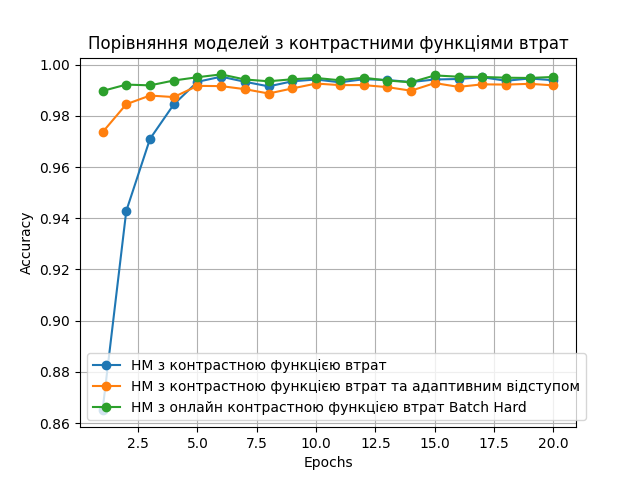 Порівняння моделей з контрастними функціями втрат
1.00
0.98
0.96
0.94
0.92
0.90
0.88
0.86
Accuracy
НМ з контрастною функцією втрат
НМ з контрастною функцією втрат та адаптивним відступом
НМ з онлайн контрастною функцією втрат Batch Hard
2.5 5.0 7.5 10.0 12.5 15.0 17.5 20.0
Epochs